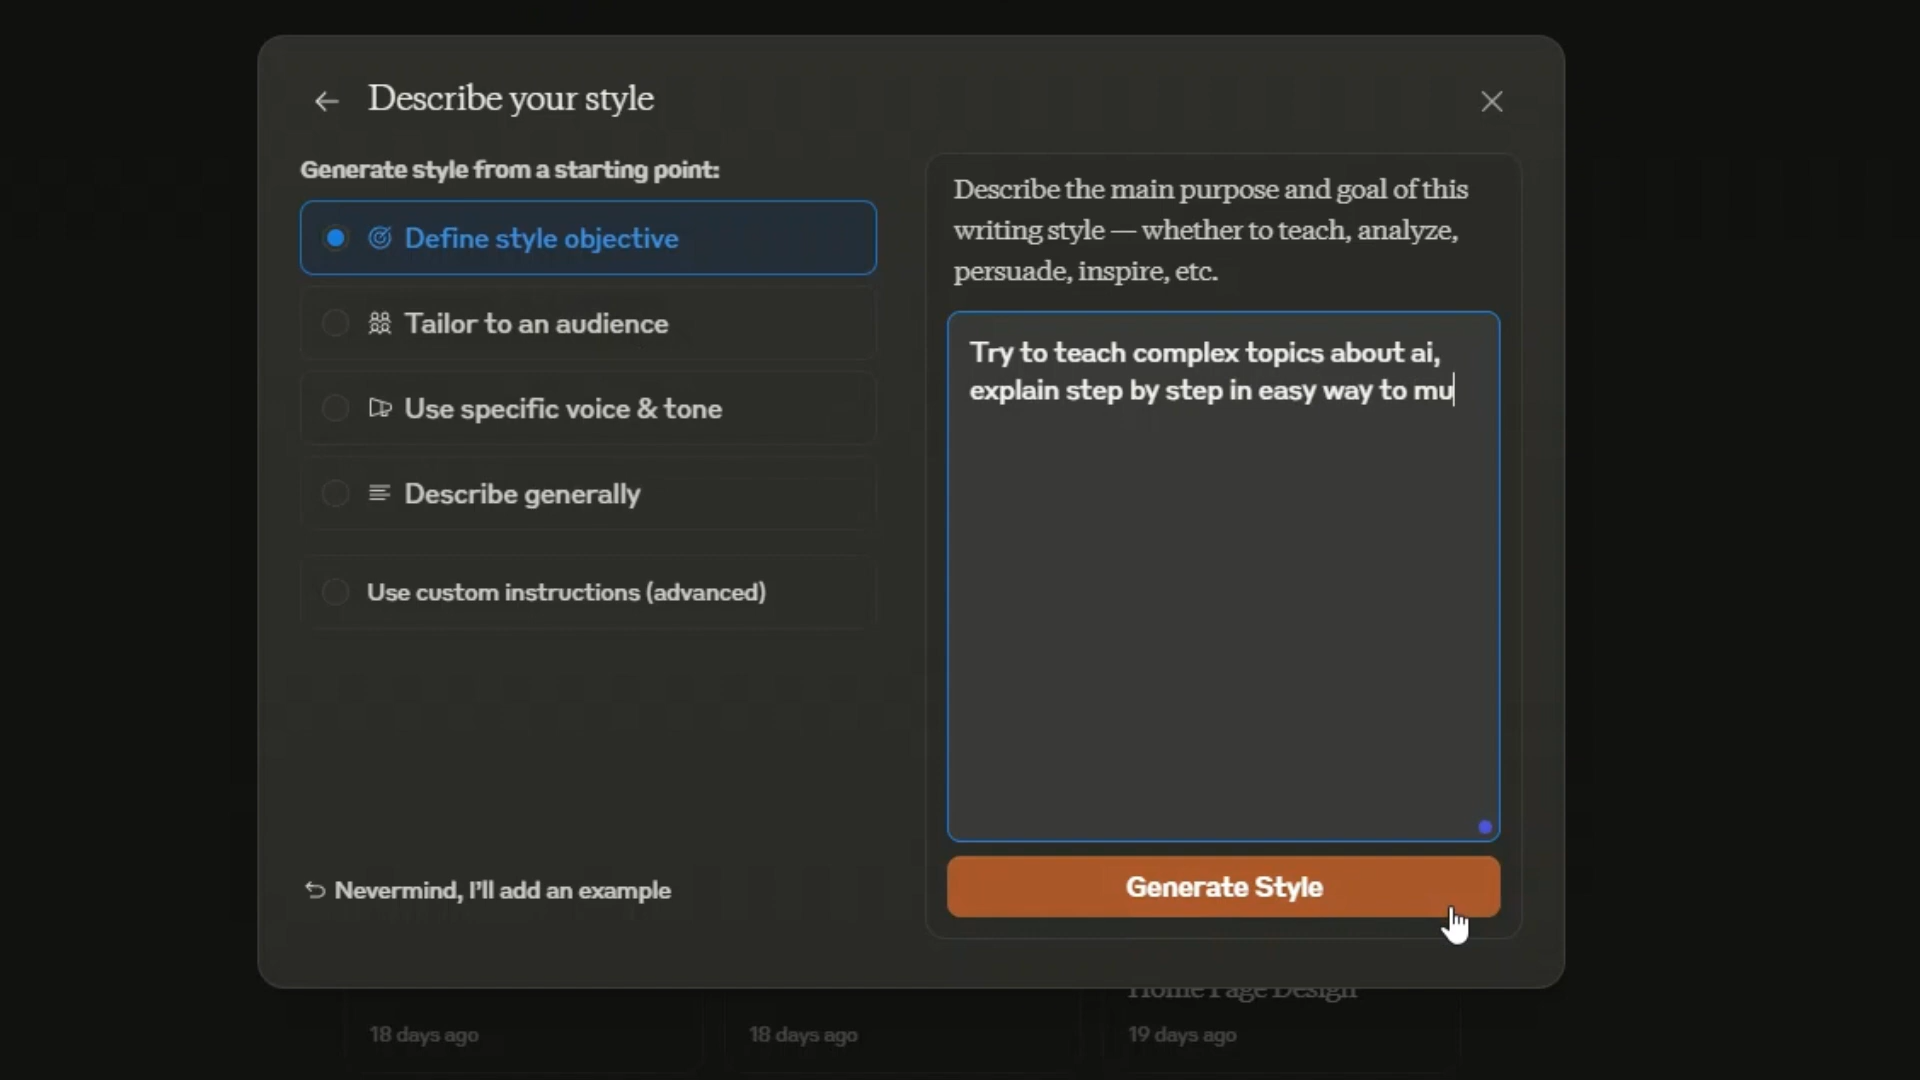 Describe your style
Generate style from a starting point:
Define style objective
Tailor to an audience
Use specific voice & tone
Describe generally
Use custom instructions (advanced)
Nevermind, I'll add an example
Describe the main purpose and goal of this
writing style — whether to teach, analyze,
persuade, inspire, etc.
Try to teach complex topics about ai,
explain step by step in easy way to mu
Generate Style
Home Page Design
18 days ago
18 days ago
19 days ago